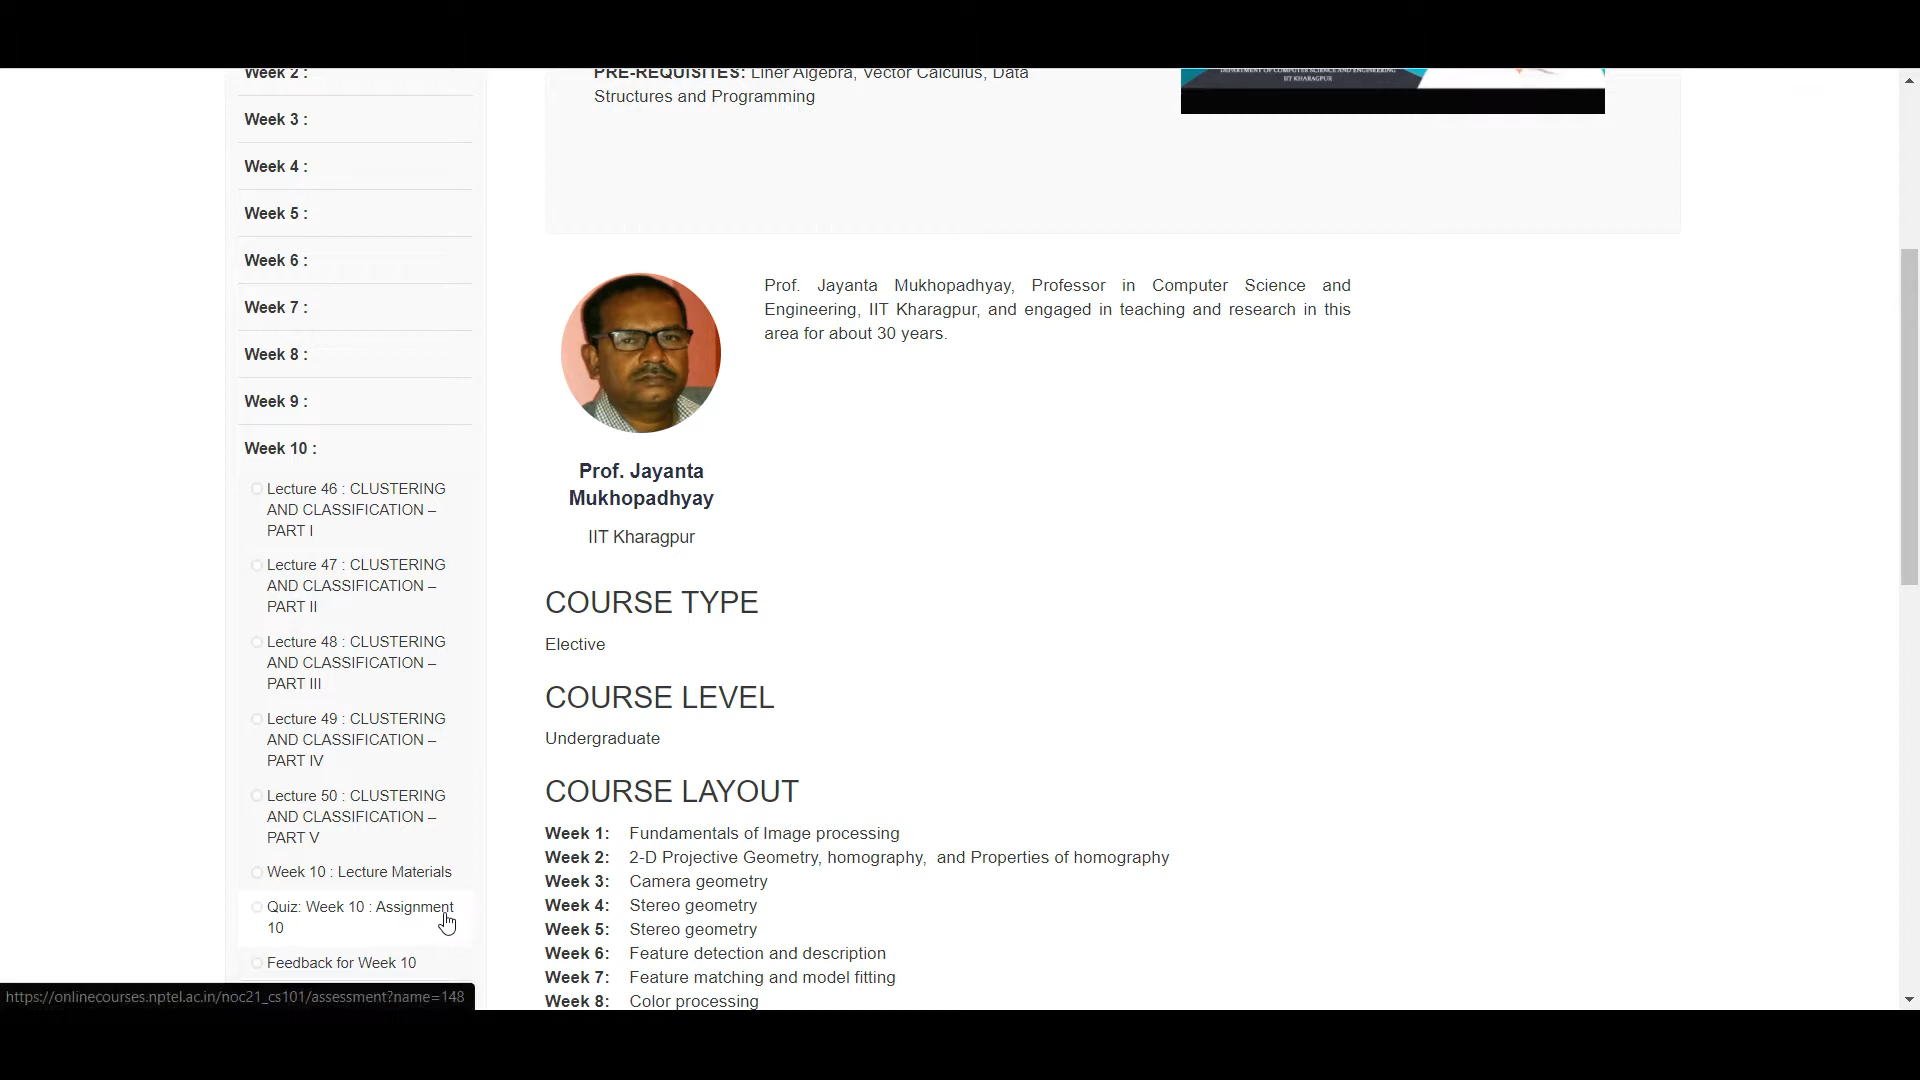 Week 2 :
Week 3 :
Week 4 :
Week 5 :
Week 6 :
Week 7 :
Week 8 :
Week 9 :
Week 10 :
Lecture 46 : CLUSTERING
AND CLASSIFICATION –
PART I
Lecture 47 : CLUSTERING
AND CLASSIFICATION –
PART II
Lecture 48 : CLUSTERING
AND CLASSIFICATION –
PART III
Lecture 49 : CLUSTERING
AND CLASSIFICATION –
PART IV
Lecture 50 : CLUSTERING
AND CLASSIFICATION –
PART V
Week 10 : Lecture Materials
Quiz: Week 10 : Assignment
10
Feedback for Week 10
https://onlinecourses.nptel.ac.in/noc21_cs101/assessment?name=148
PRE-REQUISITES: Liner Algebra, Vector Calculus, Data
Structures and Programming
DEPARTMENT OF COMPUTER SCIENCE AND ENGINEERING
IIT KHARAGPUR
Prof. Jayanta Mukhopadhyay, Professor in Computer Science and
Engineering, IIT Kharagpur, and engaged in teaching and research in this
area for about 30 years.
Prof. Jayanta
Mukhopadhyay
IIT Kharagpur
COURSE TYPE
Elective
COURSE LEVEL
Undergraduate
COURSE LAYOUT
Week 1: Fundamentals of Image processing
Week 2: 2-D Projective Geometry, homography, and Properties of homography
Week 3: Camera geometry
Week 4: Stereo geometry
Week 5: Stereo geometry
Week 6: Feature detection and description
Week 7: Feature matching and model fitting
Week 8: Color processing